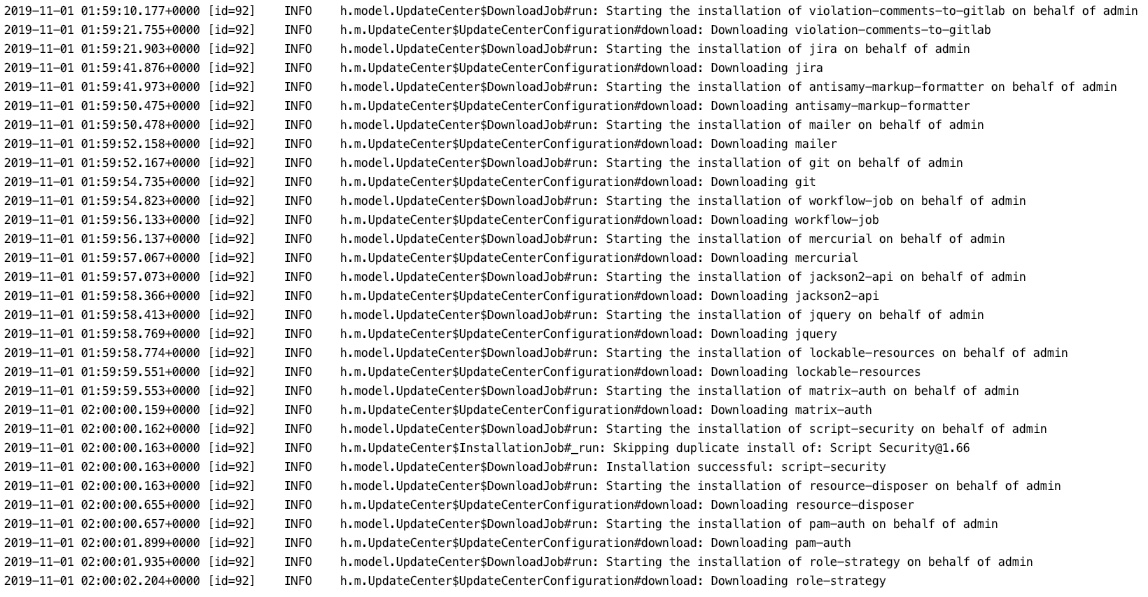 2019-11-01 01:59:10.177+0000 [id=92] INFO h.model.UpdateCenter$DownloadJob#run: Starting the installation of violation-comments-to-gitlab on behalf of admin
2019-11-01 01:59:21.755+0000 [id=92] INFO h.m.UpdateCenter$UpdateCenterConfiguration#download: Downloading violation-comments-to-gitlab
2019-11-01 01:59:21.903+0000 [id=92] INFO h.model.UpdateCenter$DownloadJob#run: Starting the installation of jira on behalf of admin
2019-11-01 01:59:41.876+0000 [id=92] INFO h.m.UpdateCenter$UpdateCenterConfiguration#download: Downloading jira
2019-11-01 01:59:41.973+0000 [id=92] INFO h.model.UpdateCenter$DownloadJob#run: Starting the installation of antisamy-markup-formatter on behalf of admin
2019-11-01 01:59:50.475+0000 [id=92] INFO h.m.UpdateCenter$UpdateCenterConfiguration#download: Downloading antisamy-markup-formatter
2019-11-01 01:59:50.478+0000 [id=92] INFO h.model.UpdateCenter$DownloadJob#run: Starting the installation of mailer on behalf of admin
2019-11-01 01:59:52.158+0000 [id=92] INFO h.m.UpdateCenter$UpdateCenterConfiguration#download: Downloading mailer
2019-11-01 01:59:52.167+0000 [id=92] INFO h.model.UpdateCenter$DownloadJob#run: Starting the installation of git on behalf of admin
2019-11-01 01:59:54.735+0000 [id=92] INFO h.m.UpdateCenter$UpdateCenterConfiguration#download: Downloading git
2019-11-01 01:59:54.823+0000 [id=92] INFO h.model.UpdateCenter$DownloadJob#run: Starting the installation of workflow-job on behalf of admin
2019-11-01 01:59:56.133+0000 [id=92] INFO h.m.UpdateCenter$UpdateCenterConfiguration#download: Downloading workflow-job
2019-11-01 01:59:56.137+0000 [id=92] INFO h.model.UpdateCenter$DownloadJob#run: Starting the installation of mercurial on behalf of admin
2019-11-01 01:59:57.067+0000 [id=92] INFO h.m.UpdateCenter$UpdateCenterConfiguration#download: Downloading mercurial
2019-11-01 01:59:57.073+0000 [id=92] INFO h.model.UpdateCenter$DownloadJob#run: Starting the installation of jackson2-api on behalf of admin
2019-11-01 01:59:58.366+0000 [id=92] INFO h.m.UpdateCenter$UpdateCenterConfiguration#download: Downloading jackson2-api
2019-11-01 01:59:58.413+0000 [id=92] INFO h.model.UpdateCenter$DownloadJob#run: Starting the installation of jquery on behalf of admin
2019-11-01 01:59:58.769+0000 [id=92] INFO h.m.UpdateCenter$UpdateCenterConfiguration#download: Downloading jquery
2019-11-01 01:59:58.774+0000 [id=92] INFO h.model.UpdateCenter$DownloadJob#run: Starting the installation of lockable-resources on behalf of admin
2019-11-01 01:59:59.551+0000 [id=92] INFO h.m.UpdateCenter$UpdateCenterConfiguration#download: Downloading lockable-resources
2019-11-01 01:59:59.553+0000 [id=92] INFO h.model.UpdateCenter$DownloadJob#run: Starting the installation of matrix-auth on behalf of admin
2019-11-01 02:00:00.159+0000 [id=92] INFO h.m.UpdateCenter$UpdateCenterConfiguration#download: Downloading matrix-auth
2019-11-01 02:00:00.162+0000 [id=92] INFO h.model.UpdateCenter$DownloadJob#run: Starting the installation of script-security on behalf of admin
2019-11-01 02:00:00.163+0000 [id=92] INFO h.m.UpdateCenter$InstallationJob#_run: Skipping duplicate install of: Script Security@1.66
2019-11-01 02:00:00.163+0000 [id=92] INFO h.model.UpdateCenter$DownloadJob#run: Installation successful: script-security
2019-11-01 02:00:00.163+0000 [id=92] INFO h.model.UpdateCenter$DownloadJob#run: Starting the installation of resource-disposer on behalf of admin
2019-11-01 02:00:00.655+0000 [id=92] INFO h.m.UpdateCenter$UpdateCenterConfiguration#download: Downloading resource-disposer
2019-11-01 02:00:00.657+0000 [id=92] INFO h.model.UpdateCenter$DownloadJob#run: Starting the installation of pam-auth on behalf of admin
2019-11-01 02:00:01.899+0000 [id=92] INFO h.m.UpdateCenter$UpdateCenterConfiguration#download: Downloading pam-auth
2019-11-01 02:00:01.935+0000 [id=92] INFO h.model.UpdateCenter$DownloadJob#run: Starting the installation of role-strategy on behalf of admin
2019-11-01 02:00:02.204+0000 [id=92] INFO h.m.UpdateCenter$UpdateCenterConfiguration#download: Downloading role-strategy